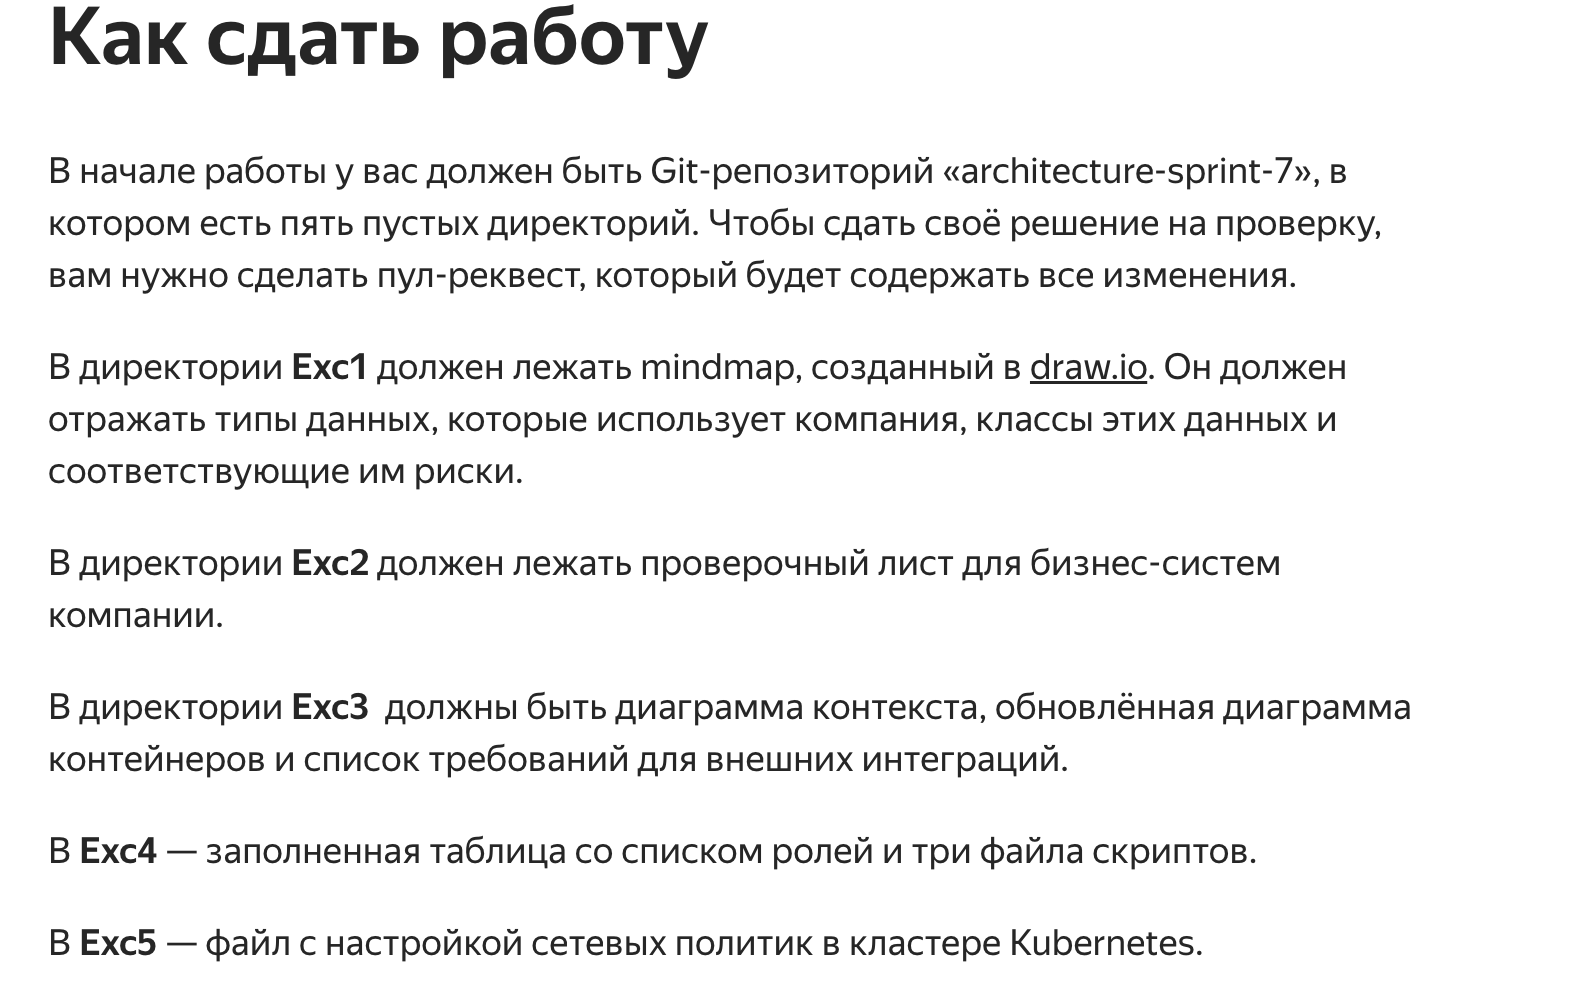 Как сдать работу
В начале работы у вас должен быть Git-репозиторий «architecture-sprint-7», в
котором есть пять пустых директорий. Чтобы сдать своё решение на проверку,
вам нужно сделать пул-реквест, который будет содержать все изменения.
В директории Exc1 должен лежать mindmap, созданный в draw.io. Он должен
отражать типы данных, которые использует компания, классы этих данных и
соответствующие им риски.
В директории Exc2 должен лежать проверочный лист для бизнес-систем
компании.
В директории Exc3 должны быть диаграмма контекста, обновлённая диаграмма
контейнеров и список требований для внешних интеграций.
В Exc4 — заполненная таблица со списком ролей и три файла скриптов.
В Exc5 — файл с настройкой сетевых политик в кластере Kubernetes.